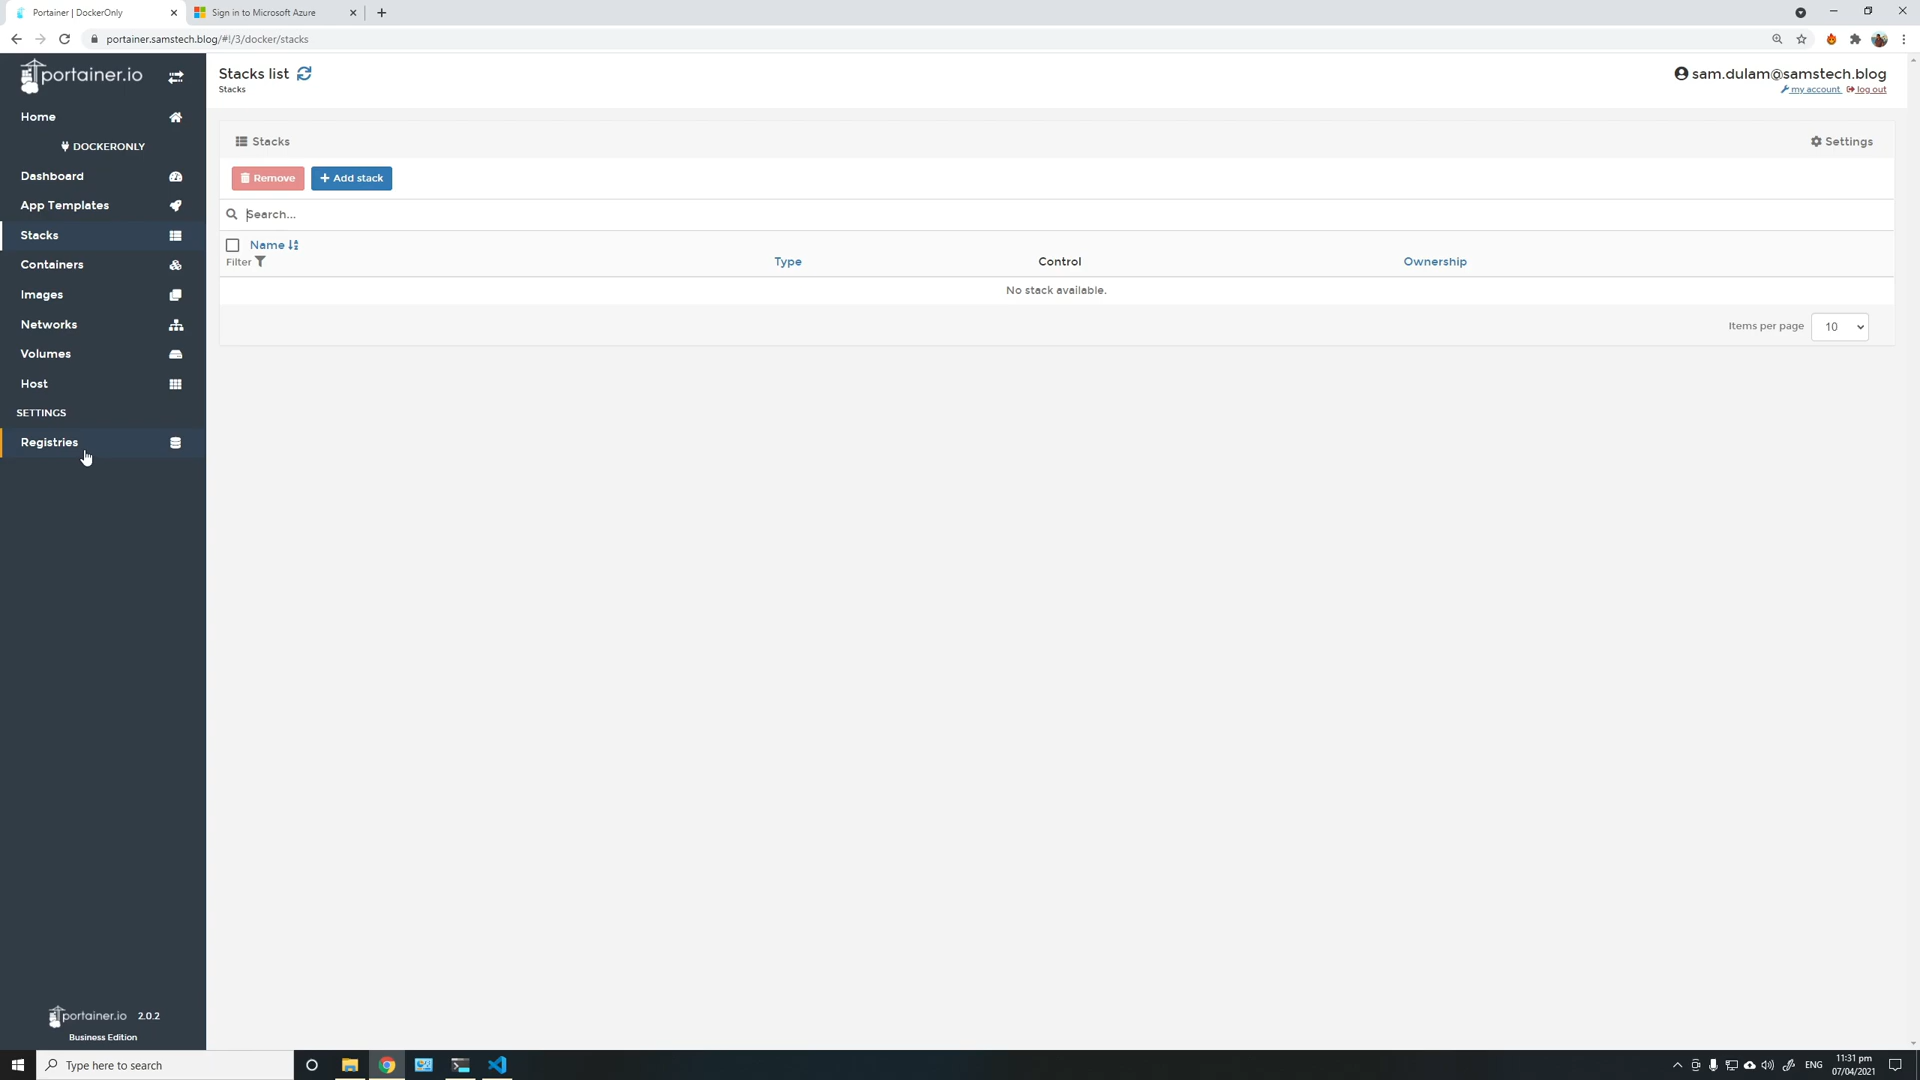 Portainer | DockerOnly
Sign in to Microsoft Azure
portainer.samstech.blog/#!/3/docker/stacks
portainer.io
Home
DOCKERONLY
Dashboard
App Templates
Stacks
Containers
Images
Networks
Volumes
Host
SETTINGS
Registries
portainer.io 2.0.2
Business Edition
Stacks list
Stacks
sam.dulam@samstech.blog
my account log out
Stacks
Settings
Remove
+ Add stack
Search...
Name
Filter
Type
Control
Ownership
No stack available.
Items per page 10
Type here to search
ENG
11:31 pm
07/04/2021